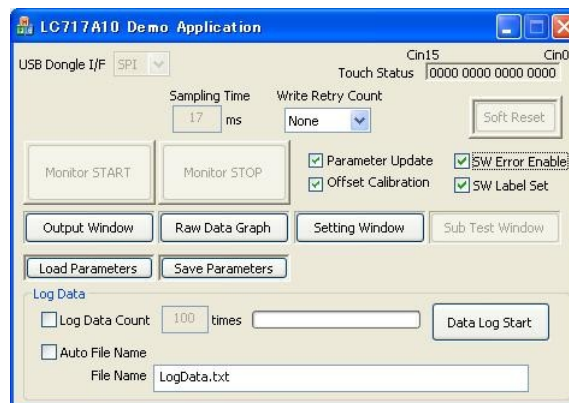 LC717A10 Demo Application
Cin15 Cin0
USB Dongle I/F SPI Touch Status 0000 0000 0000 0000
Sampling Time Write Retry Count
17 ms None Soft Reset
Monitor START Monitor STOP
Parameter Update SW Error Enable
Offset Calibration SW Label Set
Output Window Raw Data Graph Setting Window Sub Test Window
Load Parameters Save Parameters
Log Data
Log Data Count 100 times Data Log Start
Auto File Name
File Name LogData.txt